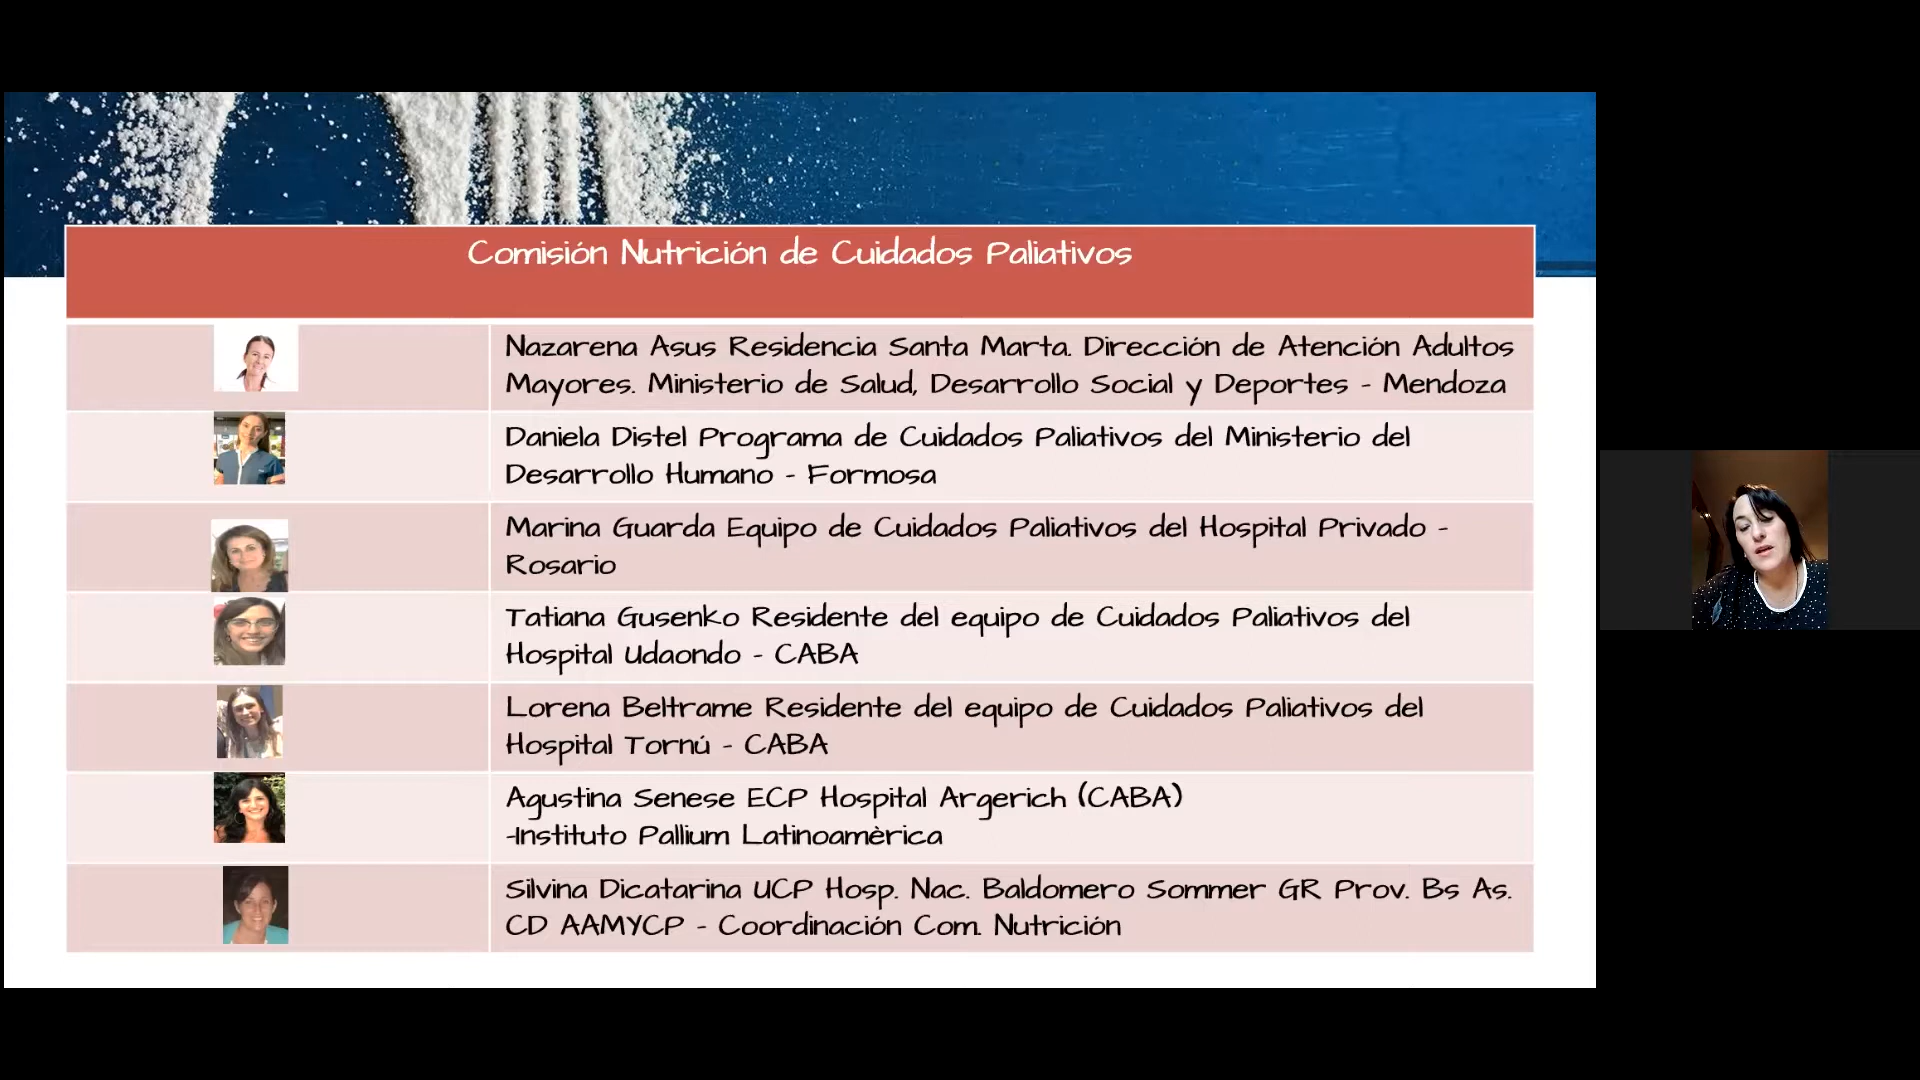 Comisión Nutrición de Cuidados Paliativos
Nazarena Asus Residencia Santa Marta. Dirección de Atención Adultos
Mayores. Ministerio de Salud, Desarrollo Social y Deportes - Mendoza
Daniela Distel Programa de Cuidados Paliativos del Ministerio del
Desarrollo Humano - Formosa
Marina Guarda Equipo de Cuidados Paliativos del Hospital Privado -
Rosario
Tatiana Gusenko Residente del equipo de Cuidados Paliativos del
Hospital Udaondo - CABA
Lorena Beltrame Residente del equipo de Cuidados Paliativos del
Hospital Tornú - CABA
Agustina Senese ECP Hospital Argerich (CABA)
-Instituto Pallium Latinoamèrica
Silvina Dicatarina UCP Hosp. Nac. Baldomero Sommer GR Prov. Bs As.
CD AAMYCP - Coordinación Com. Nutrición